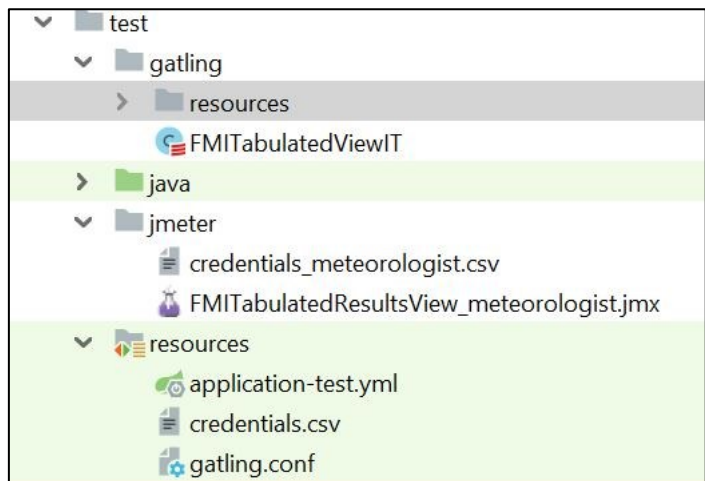 test
gatling
resources
FMITabulatedViewIT
java
jmeter
credentials_meteorologist.csv
FMITabulatedResultsView_meteorologist.jmx
resources
application-test.yml
credentials.csv
gatling.conf